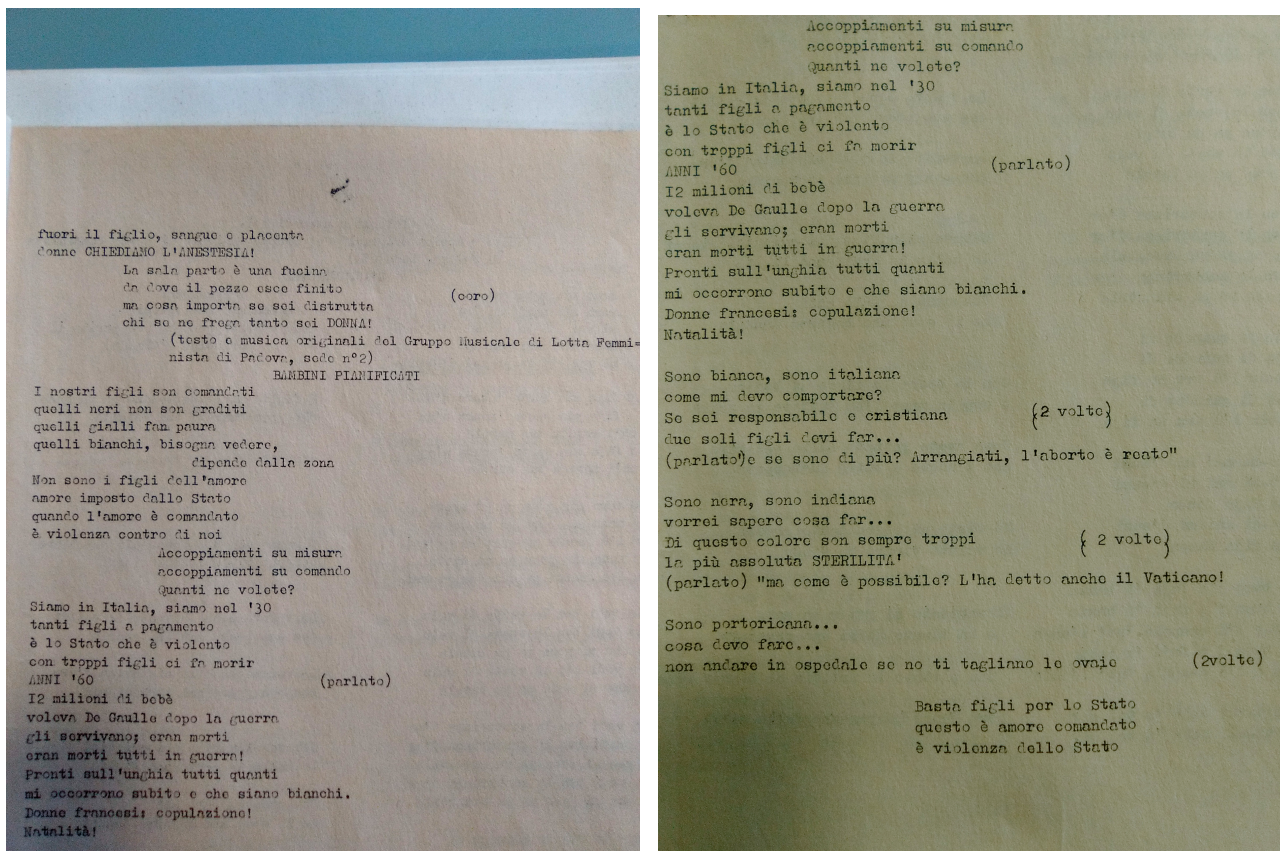 fuori il figlio, sangue e placenta
donne CHIEDIAMO L'ANESTESIA!
La sala parto è una fucina
da dove il pezzo esce finito
ma cosa importa se sei distrutta
(coro)
chi se ne frega tanto sei DONNA!
(testo e musica originali del Gruppo Musicale di Lotta Femmi=
nista di Padova, sede n°2)
BAMBINI PIANIFICATI
I nostri figli son comandati
quelli neri non son graditi
quelli gialli fan paura
quelli bianchi, bisogna vedere,
dipende dalla zona
Non sono i figli dell'amore
amore imposto dallo Stato
quando l'amore è comandato
è violenza contro di noi
Accoppiamenti su misura
accoppiamenti su comando
Quanti ne volete?
Siamo in Italia, siamo nel '30
tanti figli a pagamento
è lo Stato che è violento
con troppi figli ci fa morir
ANNI '60 (parlato)
I2 milioni di bebè
voleva De Gaulle dopo la guerra
gli servivano; eran morti
eran morti tutti in guerra!
Pronti sull'unghia tutti quanti
mi occorrono subito e che siano bianchi.
Donne francesi: copulazione!
Natalità!
Accoppiamenti su misura
accoppiamenti su comando
Quanti ne volete?
Siamo in Italia, siamo nel '30
tanti figli a pagamento
è lo Stato che è violento
con troppi figli ci fa morir
ANNI '60 (parlato)
I2 milioni di bebè
voleva De Gaulle dopo la guerra
gli servivano; eran morti
eran morti tutti in guerra!
Pronti sull'unghia tutti quanti
mi occorrono subito e che siano bianchi.
Donne francesi: copulazione!
Natalità!
Sono bianca, sono italiana
come mi devo comportare?
Se sei responsabile e cristiana {2 volte}
due soli figli devi far...
(parlato')e se sono di più? Arrangiati, l'aborto è reato"
Sono nera, sono indiana
vorrei sapere cosa far...
Di questo colore son sempre troppi { 2 volte}
la più assoluta STERILITA'
(parlato) "ma come è possibile? L'ha detto anche il Vaticano!
Sono portoricana...
cosa devo fare...
non andare in ospedale se no ti tagliano le ovaie (2volte)
Basta figli per lo Stato
questo è amore comandato
è violenza dello Stato